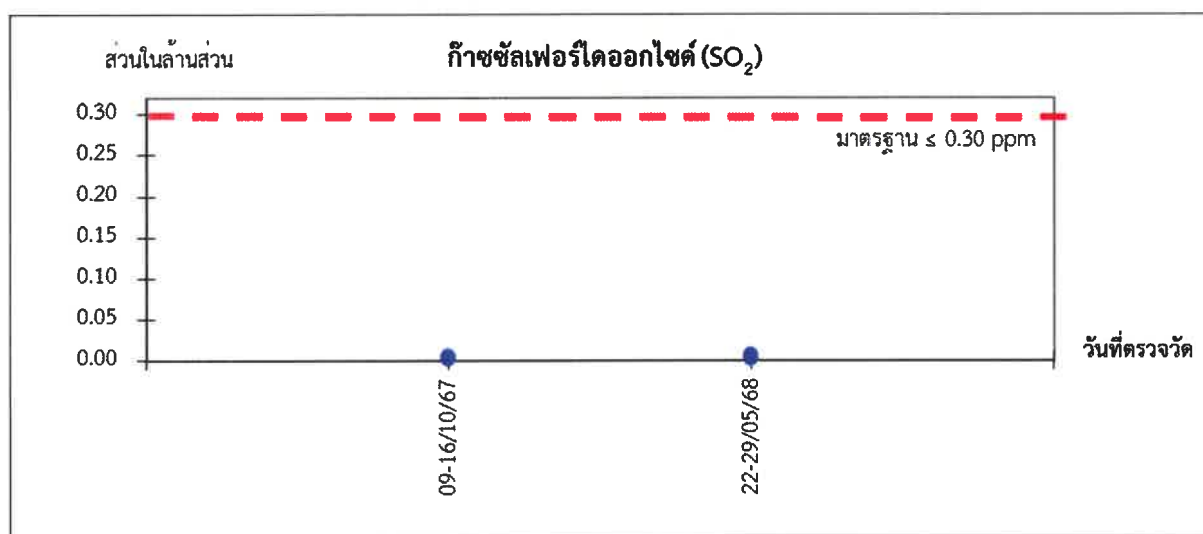 ส่วนในล้านส่วน
ก๊าซซัลเฟอร์ไดออกไซด์ (SO₂)
0.30
มาตรฐาน ≤ 0.30 ppm
0.25
0.20
0.15
0.10
0.05
0.00
วันที่ตรวจวัด
09-16/10/67
22-29/05/68